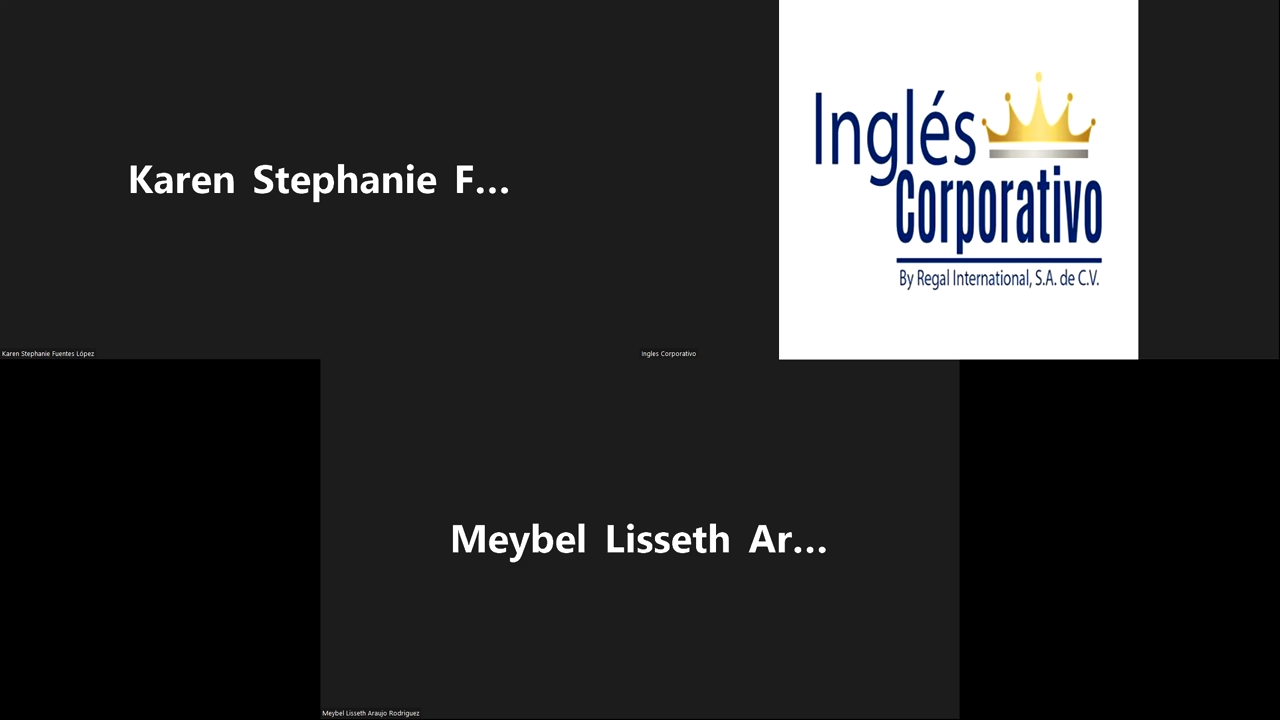 Karen Stephanie F...
Inglés
Corporativo
By Regal International, S.A. de C.V.
Karen Stephanie Fuentes López
Ingles Corporativo
Meybel Lisseth Ar...
Meybel Lisseth Araujo Rodriguez